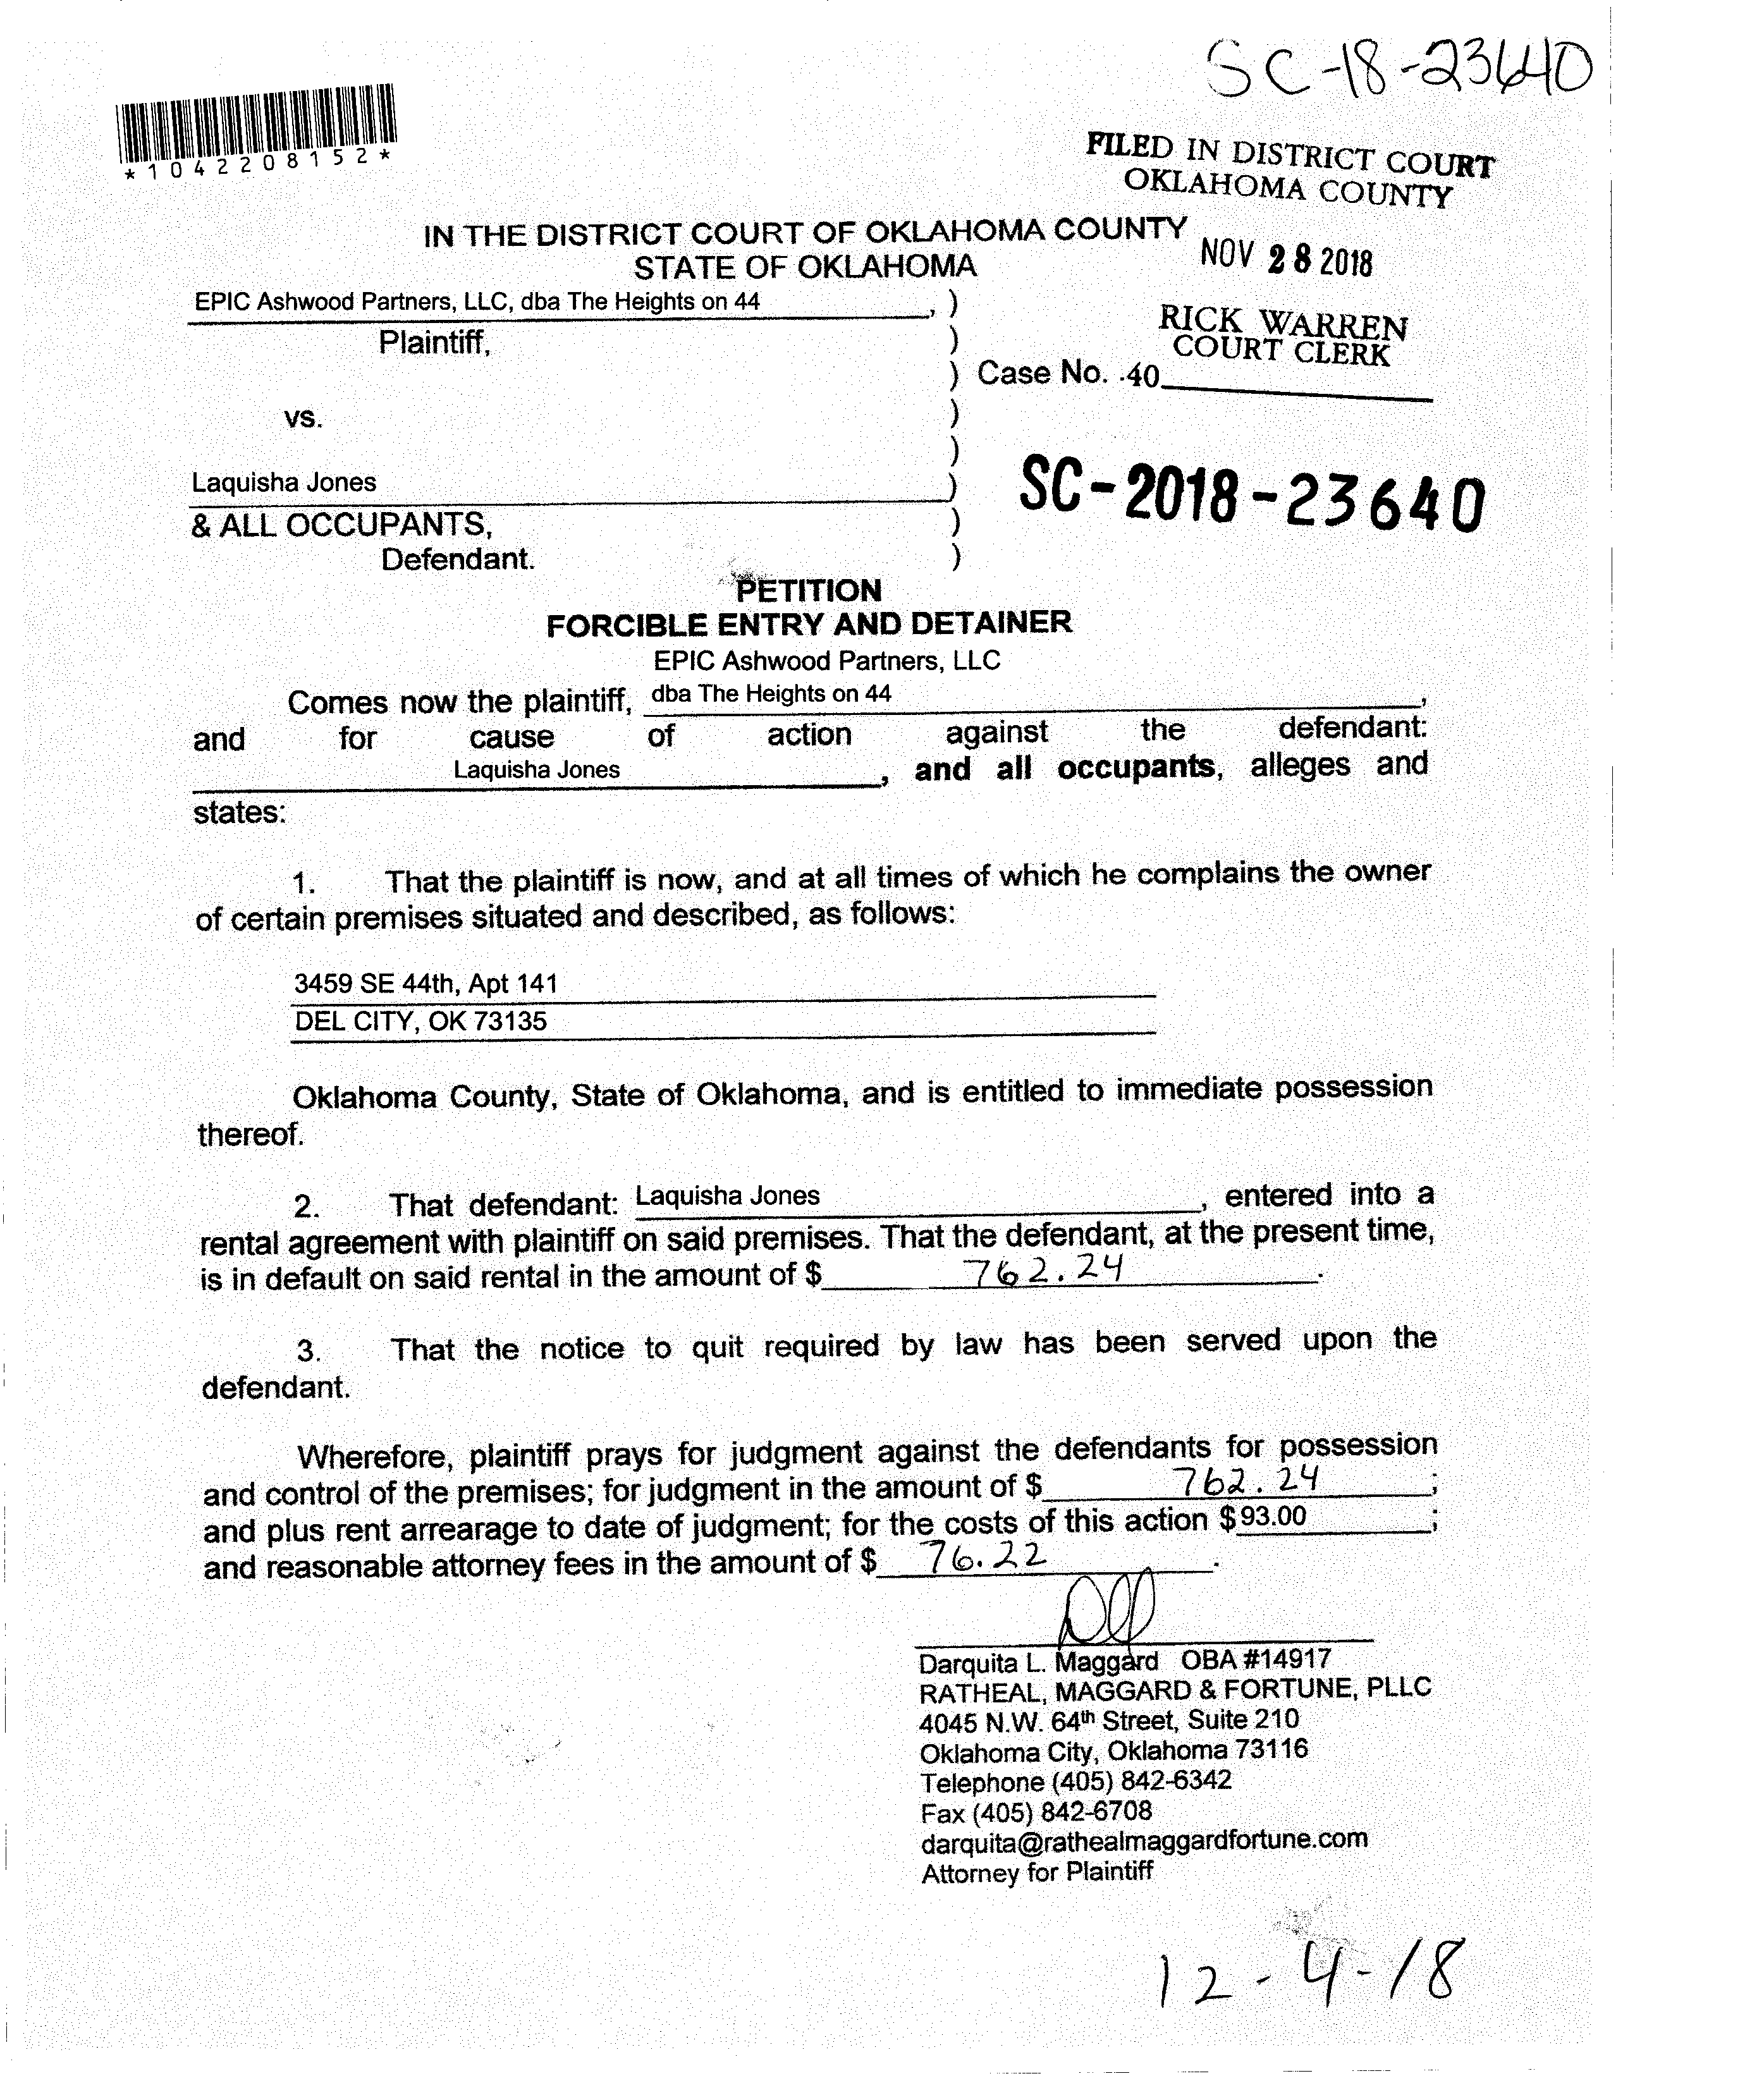 SC-18-23640
*1042208152*
FILED IN DISTRICT COURT
OKLAHOMA COUNTY
IN THE DISTRICT COURT OF OKLAHOMA COUNTY
STATE OF OKLAHOMA
NOV 28 2018
EPIC Ashwood Partners, LLC, dba The Heights on 44 , )
RICK WARREN
COURT CLERK
Plaintiff, )
) Case No. .40
vs. )
)
Laquisha Jones )
SC-2018-23640
& ALL OCCUPANTS, )
Defendant. )
PETITION
FORCIBLE ENTRY AND DETAINER
EPIC Ashwood Partners, LLC
Comes now the plaintiff, dba The Heights on 44 ,
and for cause of action against the defendant:
Laquisha Jones , and all occupants, alleges and
states:
1. That the plaintiff is now, and at all times of which he complains the owner
of certain premises situated and described, as follows:
3459 SE 44th, Apt 141
DEL CITY, OK 73135
Oklahoma County, State of Oklahoma, and is entitled to immediate possession
thereof.
2. That defendant: Laquisha Jones , entered into a
rental agreement with plaintiff on said premises. That the defendant, at the present time,
is in default on said rental in the amount of $ 762.24 .
3. That the notice to quit required by law has been served upon the
defendant.
Wherefore, plaintiff prays for judgment against the defendants for possession
and control of the premises; for judgment in the amount of $ 762.24 ;
and plus rent arrearage to date of judgment; for the costs of this action $93.00 ;
and reasonable attorney fees in the amount of $ 76.22 .
Darquita L. Maggard OBA #14917
RATHEAL, MAGGARD & FORTUNE, PLLC
4045 N.W. 64th Street, Suite 210
Oklahoma City, Oklahoma 73116
Telephone (405) 842-6342
Fax (405) 842-6708
darquita@rathealmaggardfortune.com
Attorney for Plaintiff
12-4-18